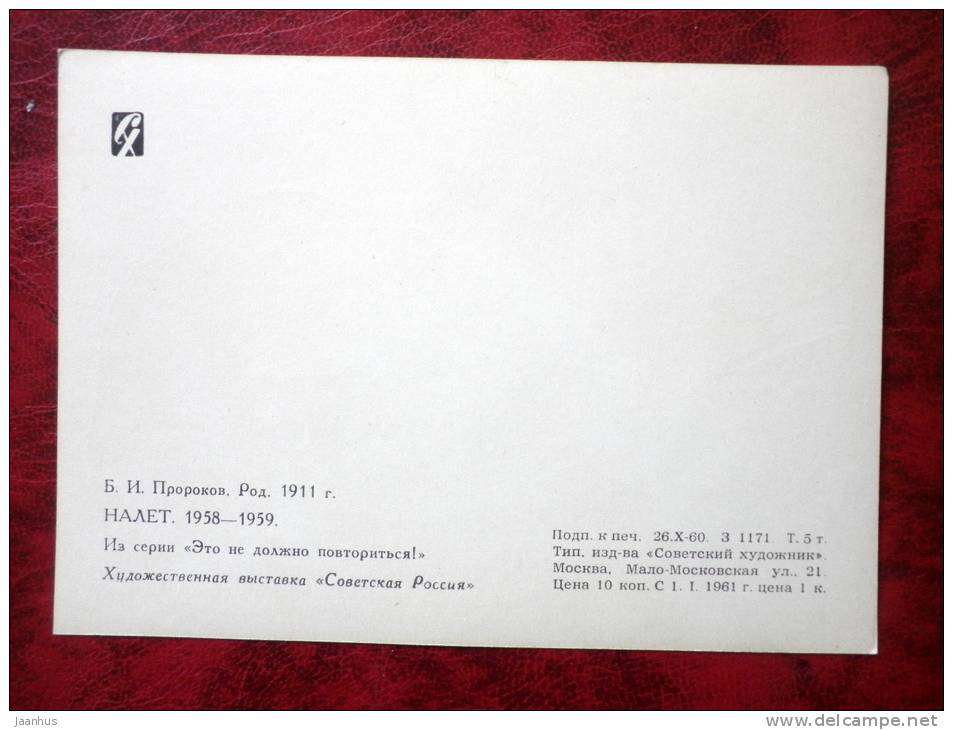 СХ
Б. И. Пророков. Род. 1911 г.
НАЛЕТ. 1958—1959.
Из серии «Это не должно повториться!»
Художественная выставка «Советская Россия»
Подп. к печ. 26.X-60. З 1171. Т. 5 т.
Тип. изд-ва «Советский художник».
Москва, Мало-Московская ул., 21.
Цена 10 коп. С 1. I. 1961 г. цена 1 к.
Jaanhus
www.delcampe.net